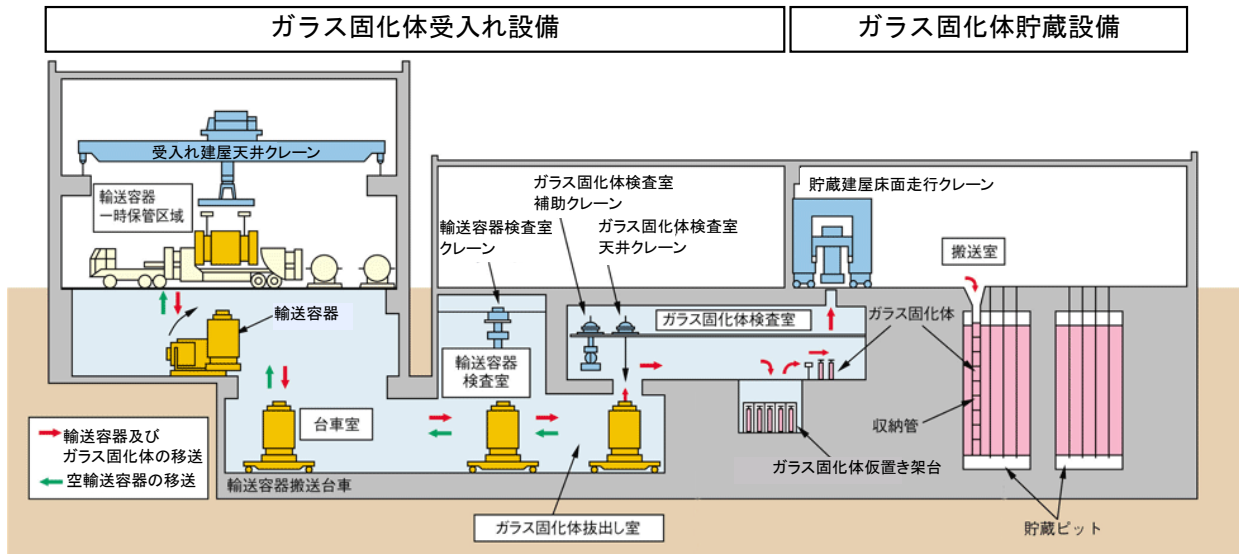 ガラス固化体受入れ設備
ガラス固化体貯蔵設備
受入れ建屋天井クレーン
輸送容器
一時保管区域
輸送容器検査室
クレーン
ガラス固化体検査室
補助クレーン
ガラス固化体検査室
天井クレーン
貯蔵建屋床面走行クレーン
搬送室
輸送容器
ガラス固化体検査室
ガラス固化体
輸送容器
検査室
台車室
収納管
輸送容器及び
ガラス固化体の移送
空輸送容器の移送
輸送容器搬送台車
ガラス固化体仮置き架台
ガラス固化体抜出し室
貯蔵ピット